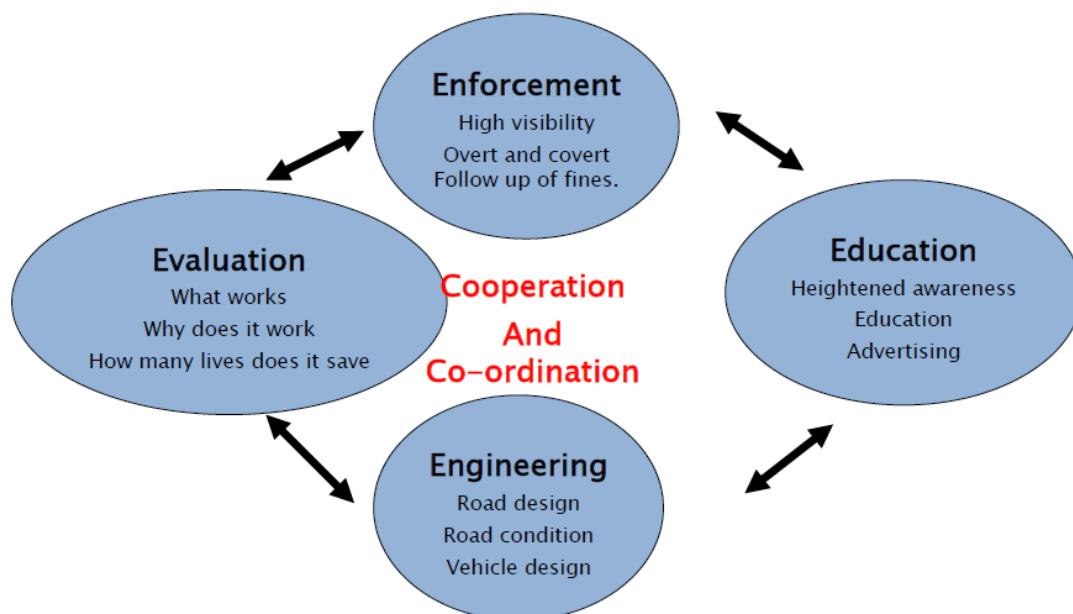 Enforcement
High visibility
Overt and covert
Follow up of fines.
Evaluation
What works
Why does it work
How many lives does it save
Cooperation
And
Co-ordination
Education
Heightened awareness
Education
Advertising
Engineering
Road design
Road condition
Vehicle design